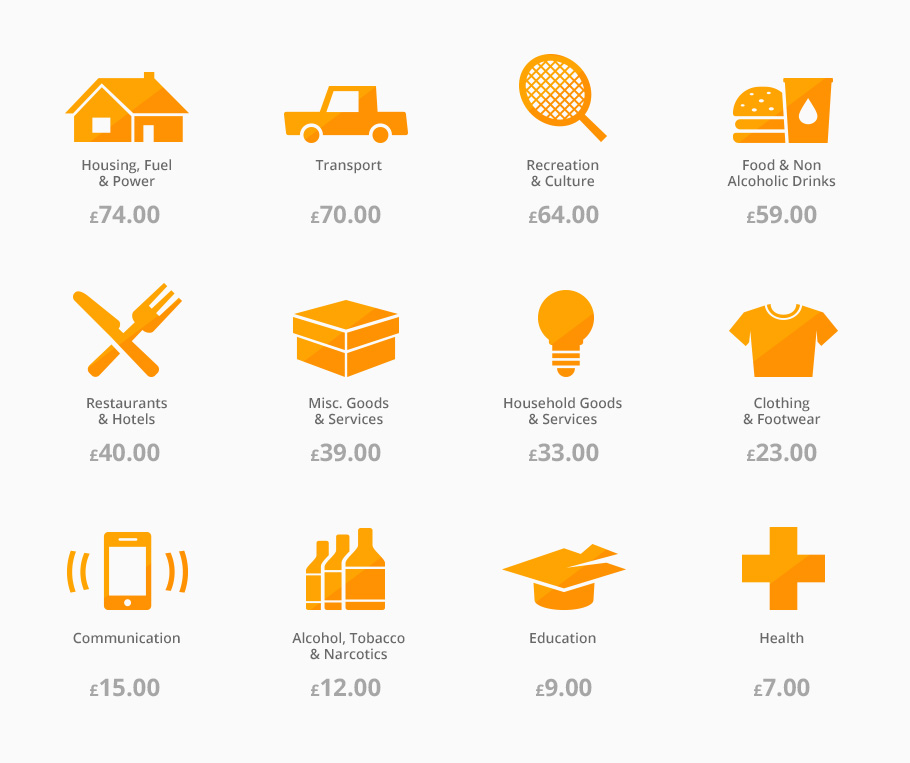 Housing, Fuel
& Power
£74.00
Transport
£70.00
Recreation
& Culture
£64.00
Food & Non
Alcoholic Drinks
£59.00
Restaurants
& Hotels
£40.00
Misc. Goods
& Services
£39.00
Household Goods
& Services
£33.00
Clothing
& Footwear
£23.00
Communication
£15.00
Alcohol, Tobacco
& Narcotics
£12.00
Education
£9.00
Health
£7.00